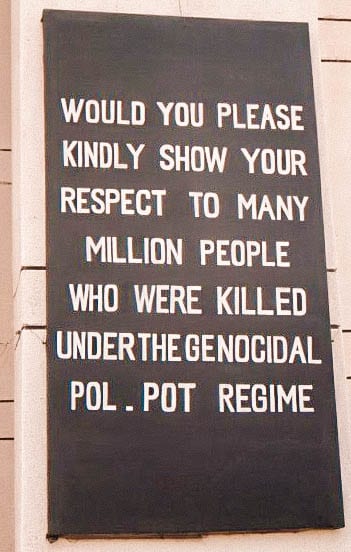 WOULD YOU PLEASE
KINDLY SHOW YOUR
RESPECT TO MANY
MILLION PEOPLE
WHO WERE KILLED
UNDER THE GENOCIDAL
POL . POT REGIME